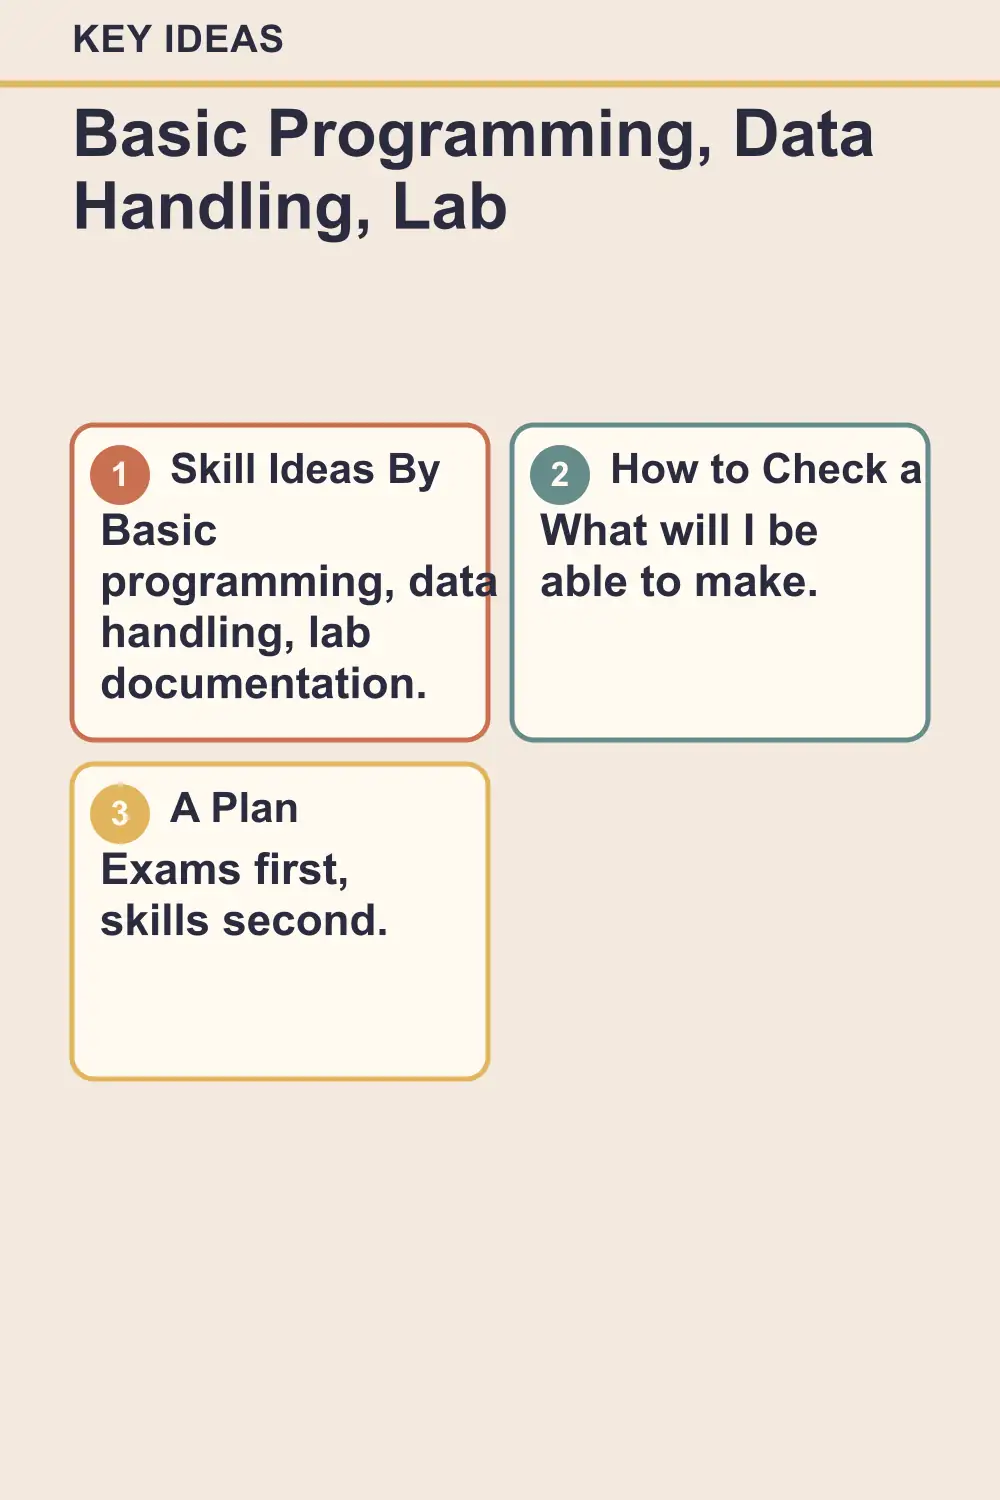 KEY IDEAS
Basic Programming, Data
Handling, Lab
1 Skill Ideas By
Basic
programming, data
handling, lab
documentation.
2 How to Check a
What will I be
able to make.
3 A Plan
Exams first,
skills second.